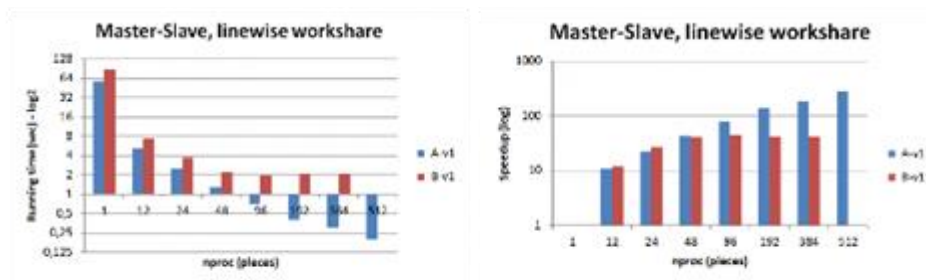 Master-Slave, linewise workshare
Running time (sec) - log2
128
64
32
16
8
4
2
1
0,5
0,25
0,125
1 12 24 48 96 192 384 512
nproc (pieces)
A-v1
B-v1
Master-Slave, linewise workshare
Speedup (log)
1000
100
10
1
1 12 24 48 96 192 384 512
nproc (pieces)
A-v1
B-v1